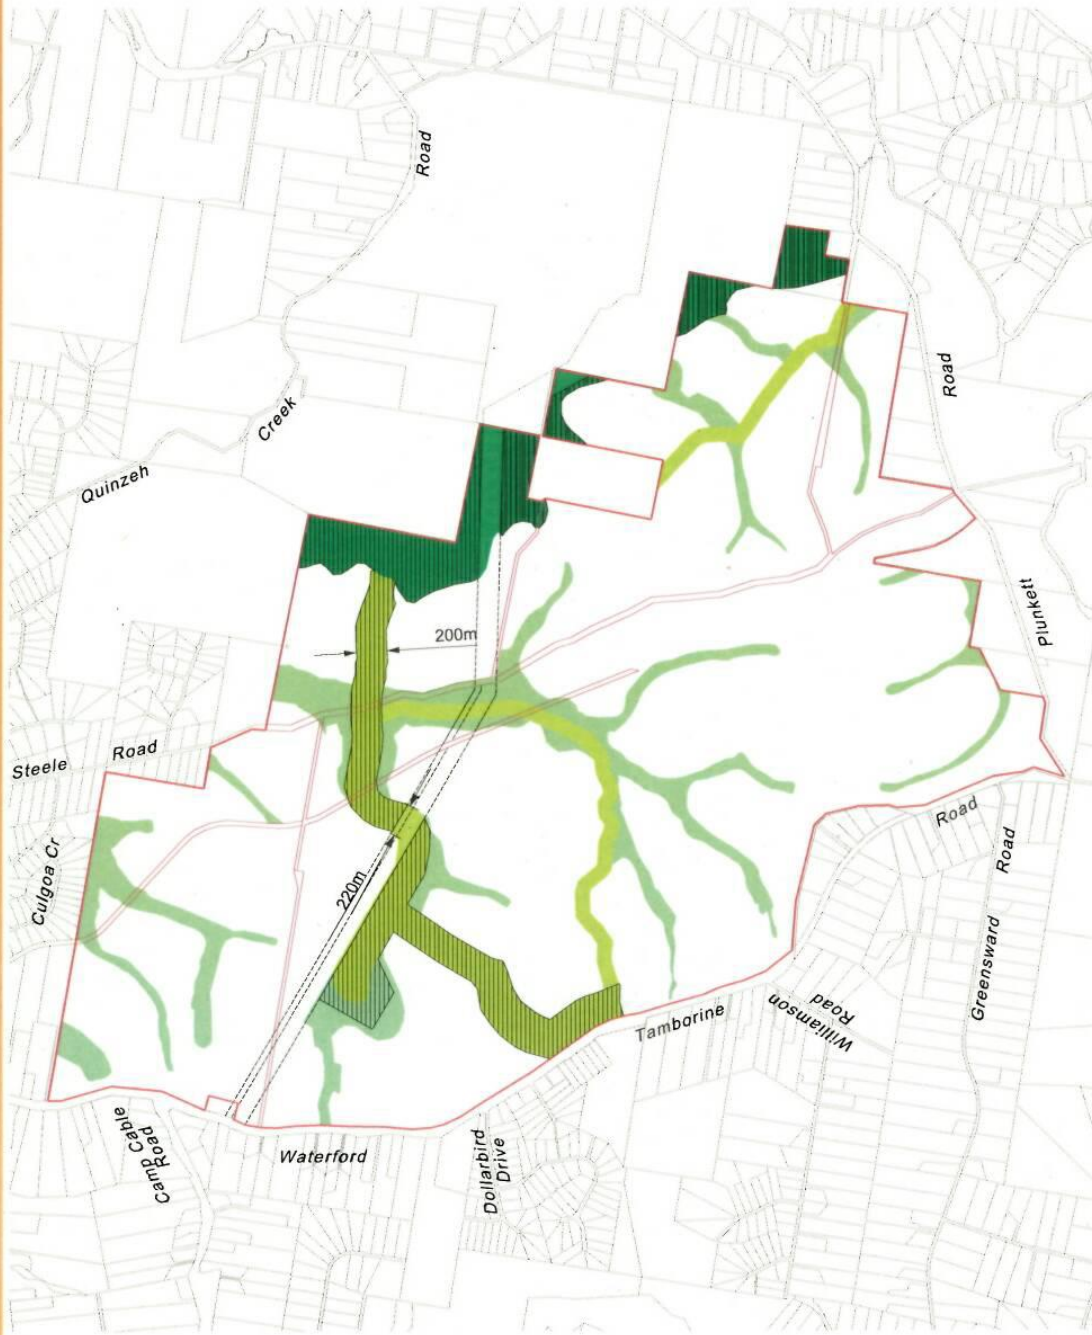 Road
Road
Creek
Quinzeh
Plunkett
200m
Steele
Road
Road
Road
Culgoa Cr
220m
Greensward
Williamson
Road
Tamborine
Camp Cable
Road
Waterford
Dollarbird
Drive